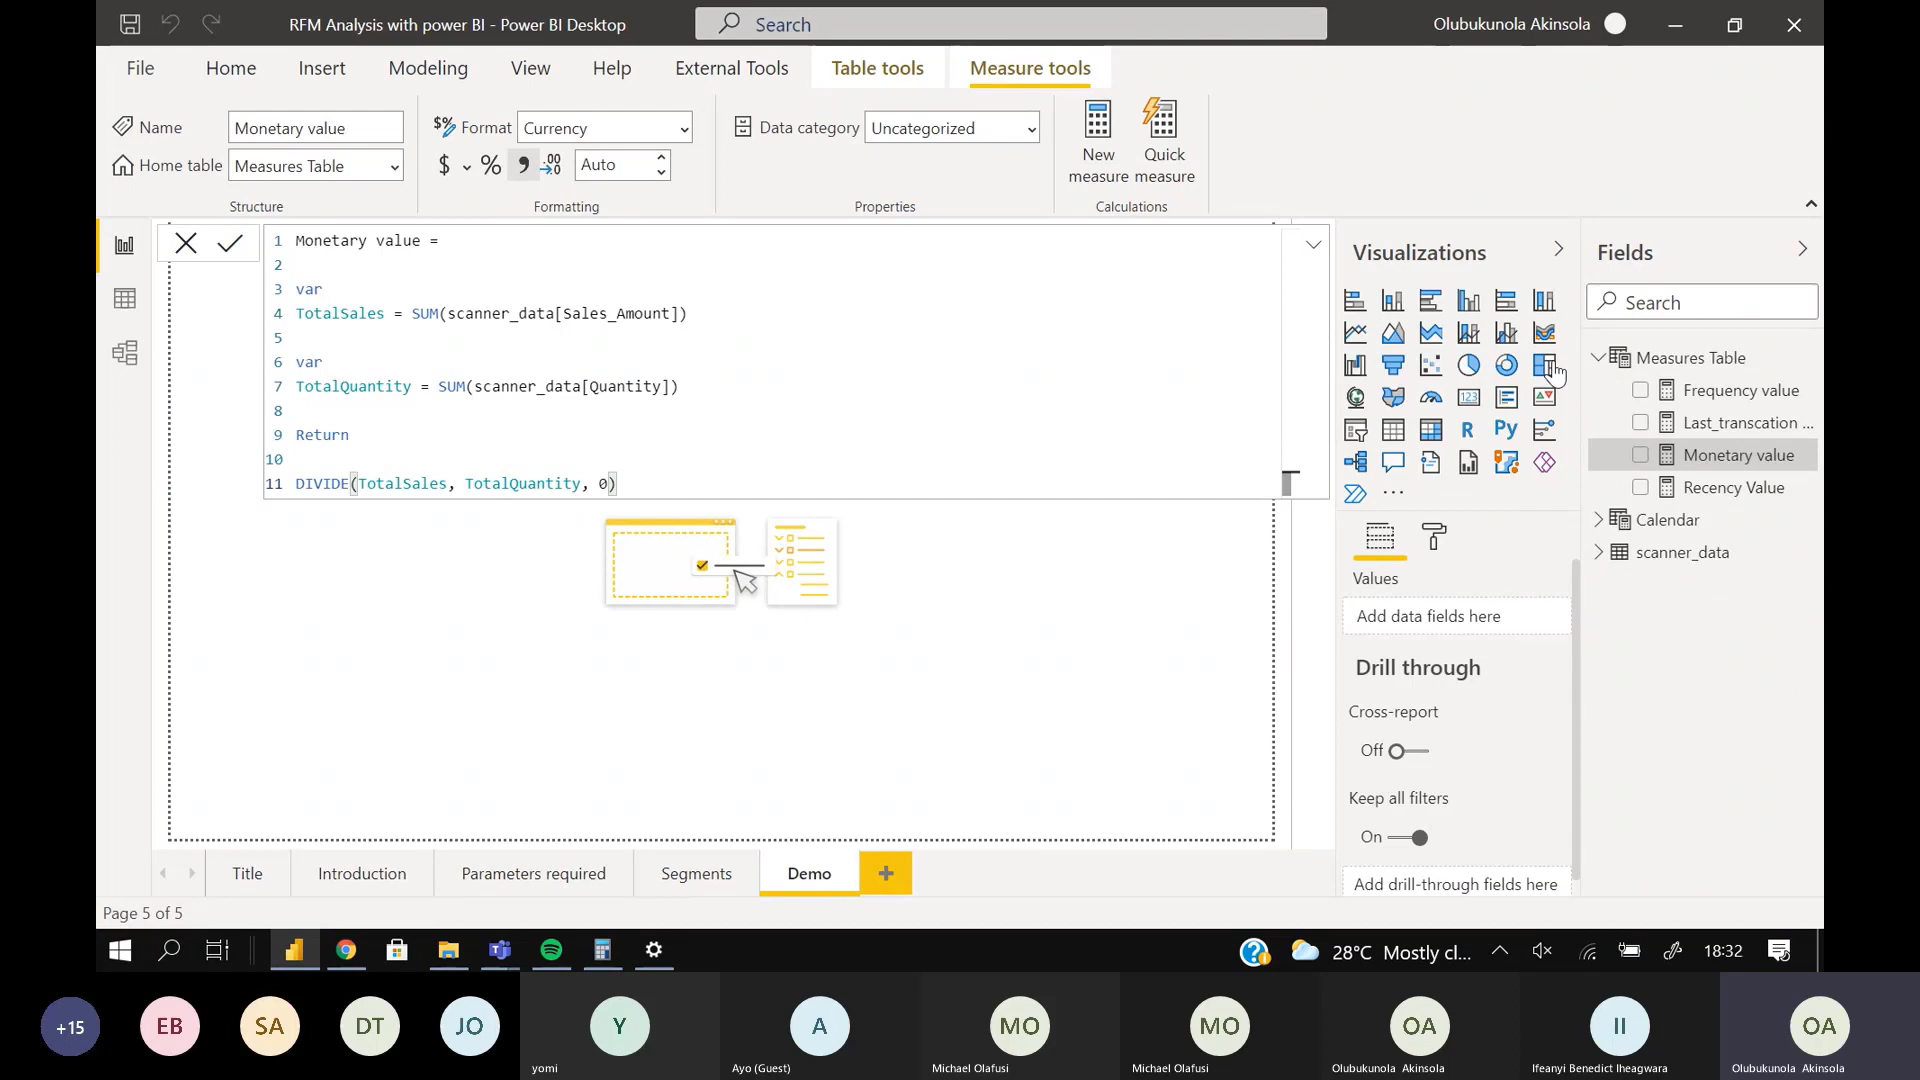 RFM Analysis with power BI - Power BI Desktop
Search
Olubukunola Akinsola
File
Home
Insert
Modeling
View
Help
External Tools
Table tools
Measure tools
Name
Monetary value
Home table
Measures Table
Structure
$% Format
Currency
$
%
,
.00
Auto
Formatting
Data category
Uncategorized
Properties
New measure
Quick measure
Calculations
1 Monetary value =
2
3 var
4 TotalSales = SUM(scanner_data[Sales_Amount])
5
6 var
7 TotalQuantity = SUM(scanner_data[Quantity])
8
9 Return
10
11 DIVIDE(TotalSales, TotalQuantity, 0)
Visualizations
123
R
Py
...
Values
Add data fields here
Drill through
Cross-report
Off
Keep all filters
On
Add drill-through fields here
Fields
Search
Measures Table
Frequency value
Last_transcation ...
Monetary value
Recency Value
Calendar
scanner_data
Title
Introduction
Parameters required
Segments
Demo
+
Page 5 of 5
28°C Mostly cl...
18:32
+15
EB
SA
DT
JO
Y
yomi
A
Ayo (Guest)
MO
Michael Olafusi
MO
Michael Olafusi
OA
Olubukunola Akinsola
II
Ifeanyi Benedict Iheagwara
OA
Olubukunola Akinsola